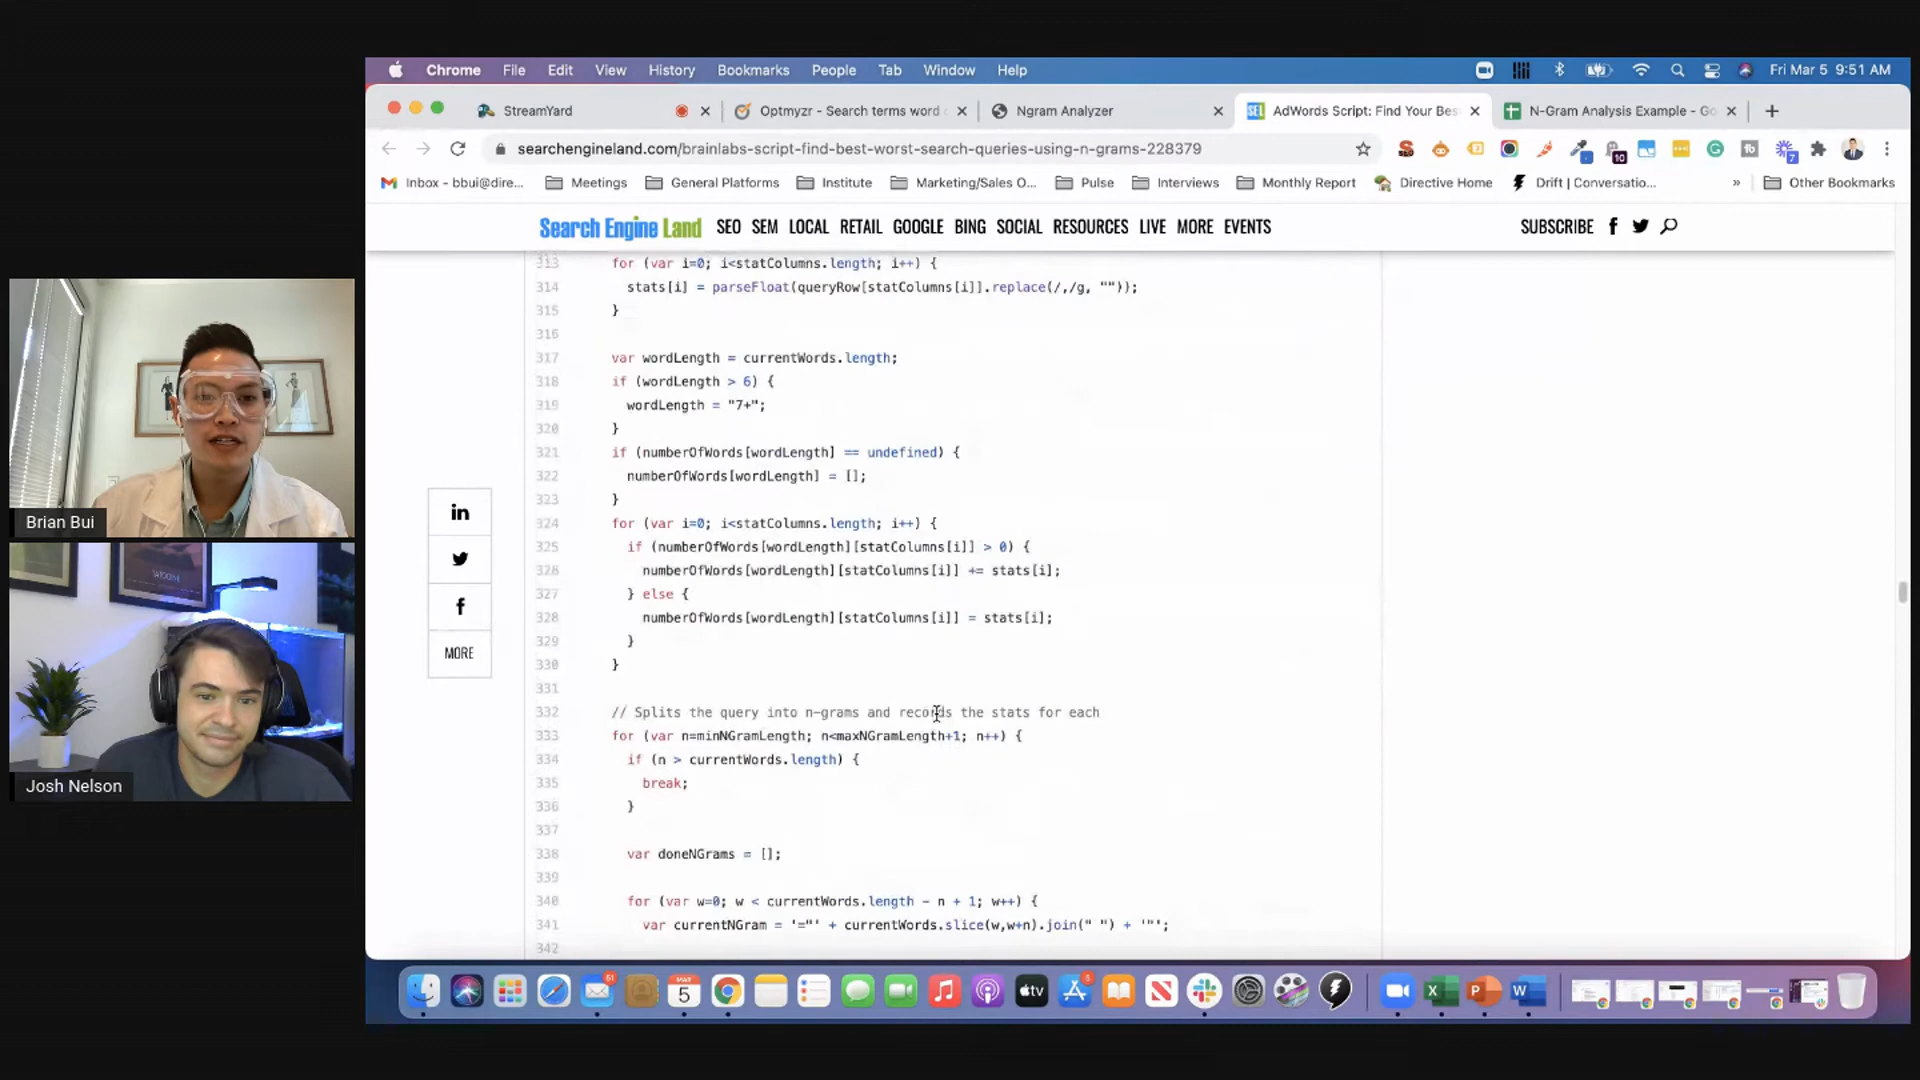 Chrome File Edit View History Bookmarks People Tab Window Help
Fri Mar 5 9:51 AM
StreamYard
Optmyzr - Search terms word
Ngram Analyzer
SEL AdWords Script: Find Your Bes
N-Gram Analysis Example - Go
searchengineland.com/brainlabs-script-find-best-worst-search-queries-using-n-grams-228379
10
7
Inbox - bbui@dire...
Meetings
General Platforms
Institute
Marketing/Sales O...
Pulse
Interviews
Monthly Report
Directive Home
Drift | Conversatio...
»
Other Bookmarks
Search Engine Land
SEO SEM LOCAL RETAIL GOOGLE BING SOCIAL RESOURCES LIVE MORE EVENTS
SUBSCRIBE
313 for (var i=0; i<statColumns.length; i++) {
314 stats[i] = parseFloat(queryRow[statColumns[i]].replace(/,/g, ""));
315 }
316
317 var wordLength = currentWords.length;
318 if (wordLength > 6) {
319 wordLength = "7+";
320 }
321 if (numberOfWords[wordLength] == undefined) {
322 numberOfWords[wordLength] = [];
323 }
324 for (var i=0; i<statColumns.length; i++) {
325 if (numberOfWords[wordLength][statColumns[i]] > 0) {
326 numberOfWords[wordLength][statColumns[i]] += stats[i];
327 } else {
328 numberOfWords[wordLength][statColumns[i]] = stats[i];
329 }
330 }
331
332 // Splits the query into n-grams and records the stats for each
333 for (var n=minNGramLength; n<maxNGramLength+1; n++) {
334 if (n > currentWords.length) {
335 break;
336 }
337
338 var doneNGrams = [];
339
340 for (var w=0; w < currentWords.length - n + 1; w++) {
341 var currentNGram = '="' + currentWords.slice(w,w+n).join(" ") + '"';
342
in
MORE
Brian Bui
TATOOINE
Josh Nelson
51
5
tv
5